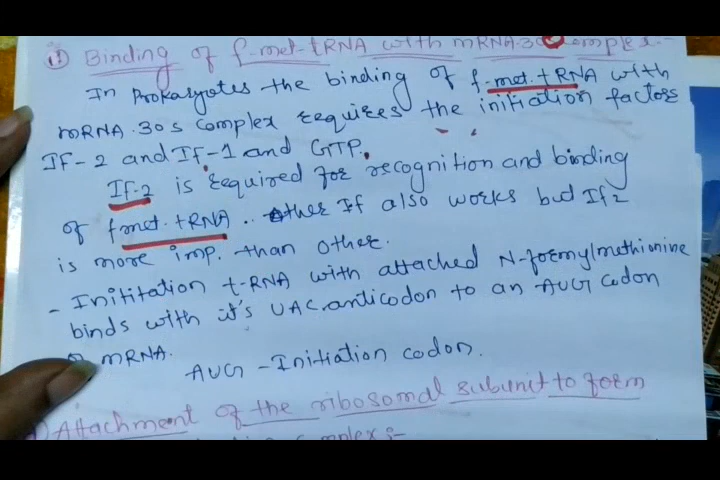 (ii) Binding of f-met-tRNA with mRNA-30s complex.-
In Prokaryotes the binding of f-met.tRNA with
mRNA.30s complex requires the initiation factors
IF-2 and If-1 and GTP.
If-2 is required for recognition and binding
of fmet.tRNA. other If also works but If2
is more imp. than other.
- Inititation t-RNA with attached N-formylmethionine
binds with it's UAC.anticodon to an AUG codon
mRNA.
AUG -Initiation codon.
Attachment of the ribosomal subunit to form
complexs:-